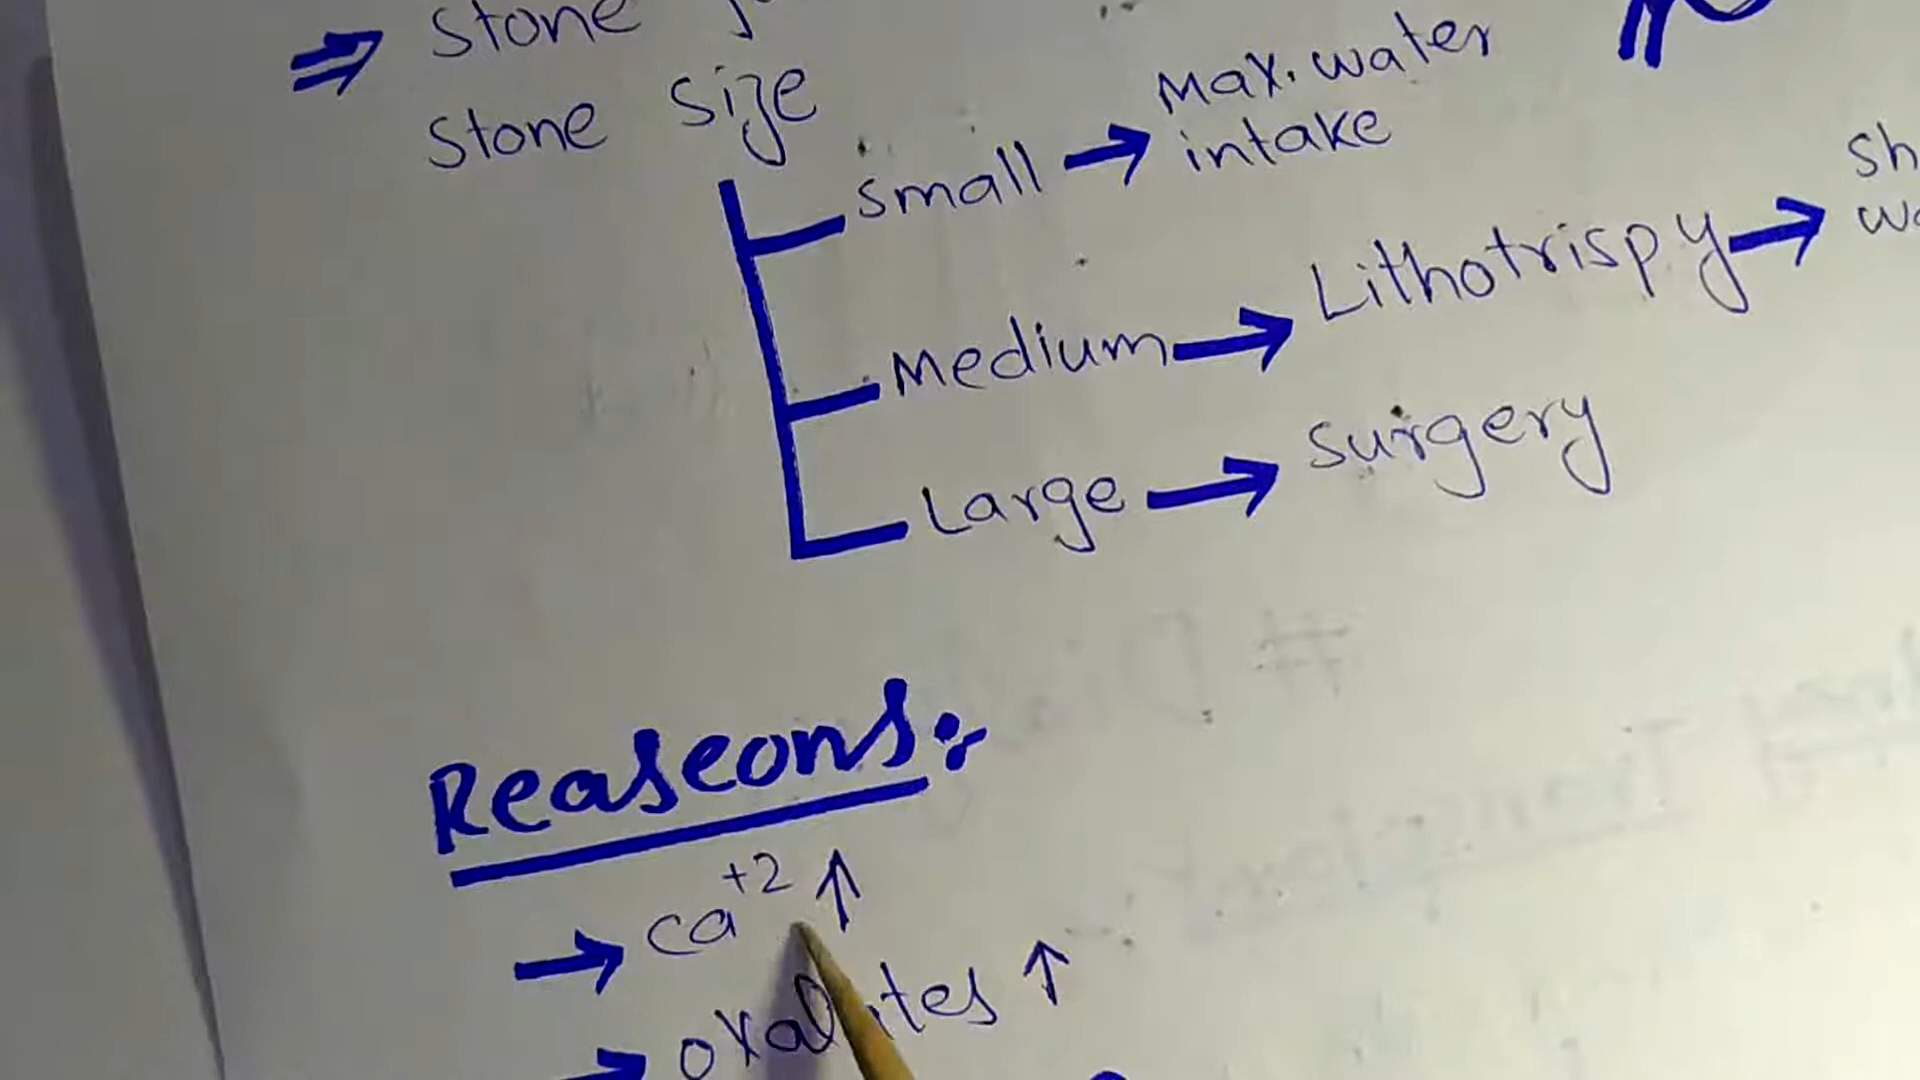 ⇒ Stone
Stone Size
Small → Max. water
intake
Medium → Lithotrispy →
Large → Surgery
Reaseons:
→ Ca+2 ↑
→ oxalates ↑